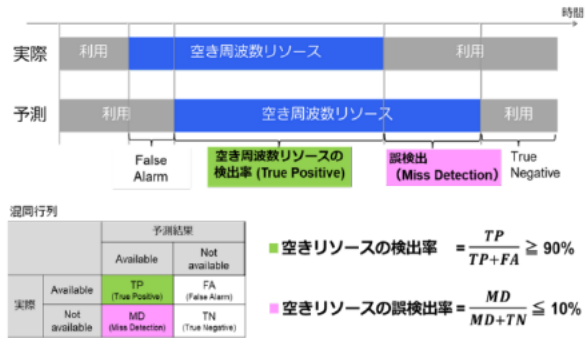 時間
実際 利用 空き周波数リソース 利用
予測 利用 空き周波数リソース 利用
False
Alarm
空き周波数リソースの
検出率 (True Positive)
誤検出
（Miss Detection）
True
Negative
混同行列
予測結果
Available Not
available
実際 Available TP
(True Positive) FA
(False Alarm)
Not
available MD
(Miss Detection) TN
(True Negative)
空きリソースの検出率 = TP / TP+FA ≧ 90%
空きリソースの誤検出率 = MD / MD+TN ≦ 10%